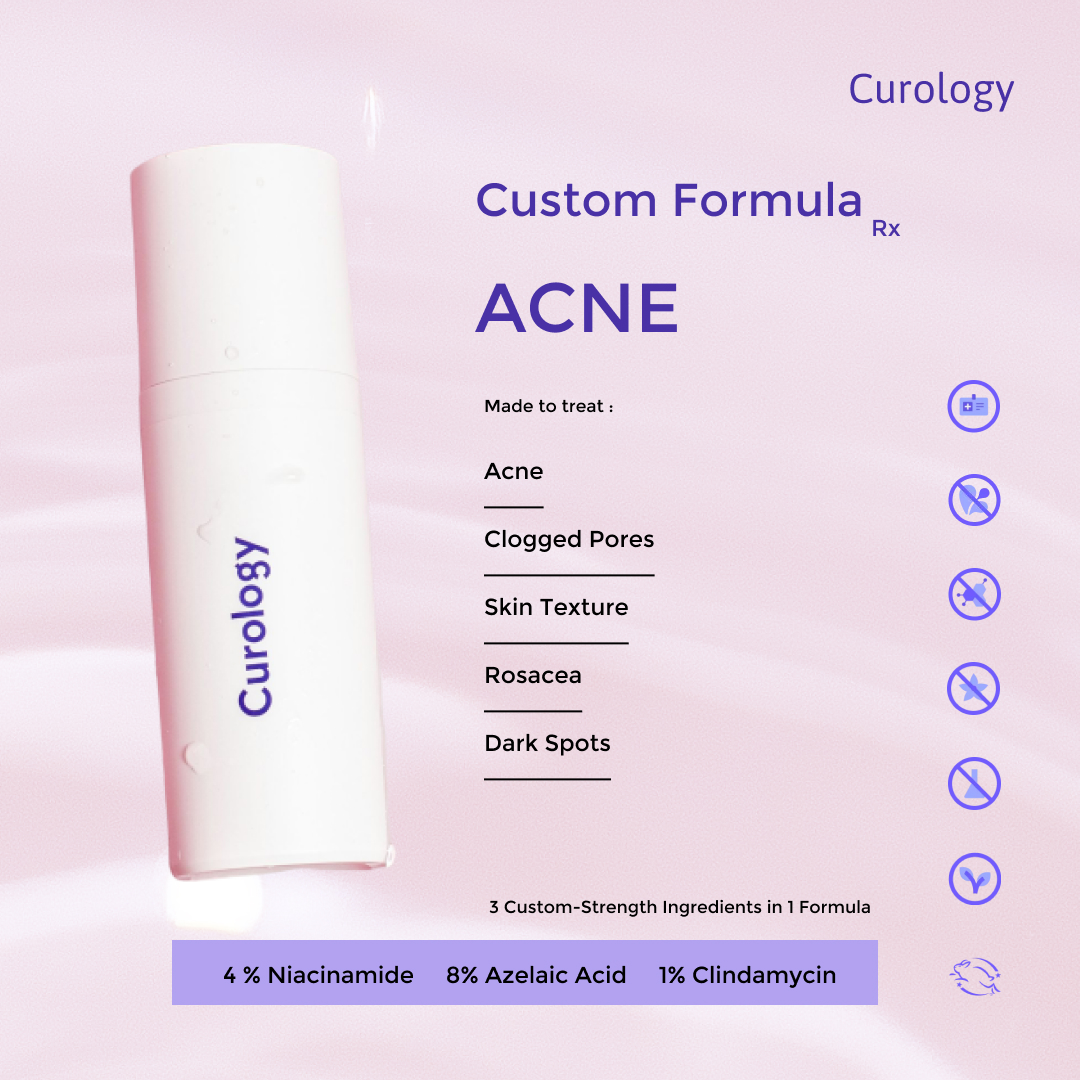 Curology
Custom Formula Rx
ACNE
Made to treat :
Acne
Clogged Pores
Skin Texture
Rosacea
Dark Spots
Curology
3 Custom-Strength Ingredients in 1 Formula
4 % Niacinamide 8% Azelaic Acid 1% Clindamycin